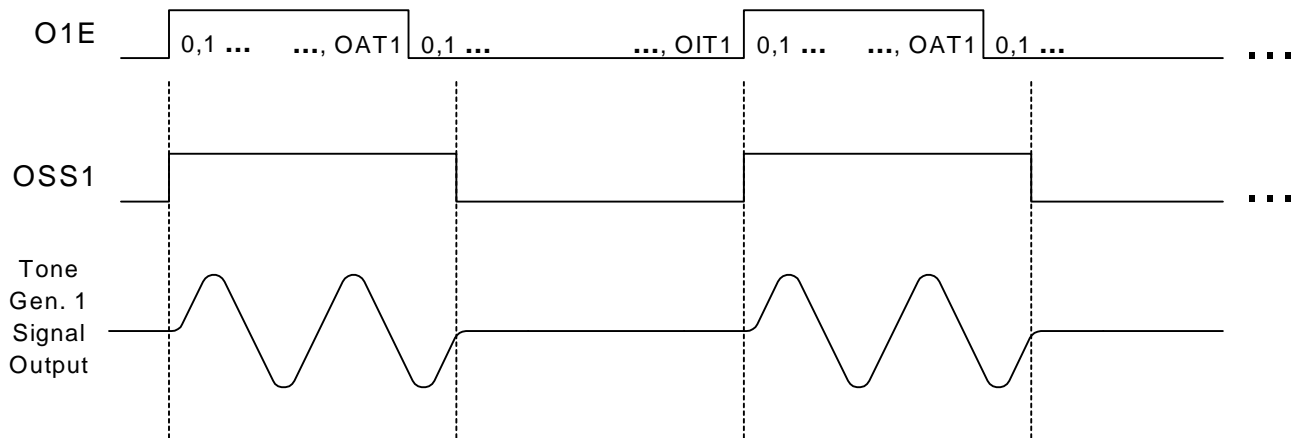 O1E
0,1 ... ..., OAT1 0,1 ... ..., OIT1 0,1 ... ..., OAT1 0,1 ... ...
OSS1 ...
Tone
Gen. 1
Signal
Output